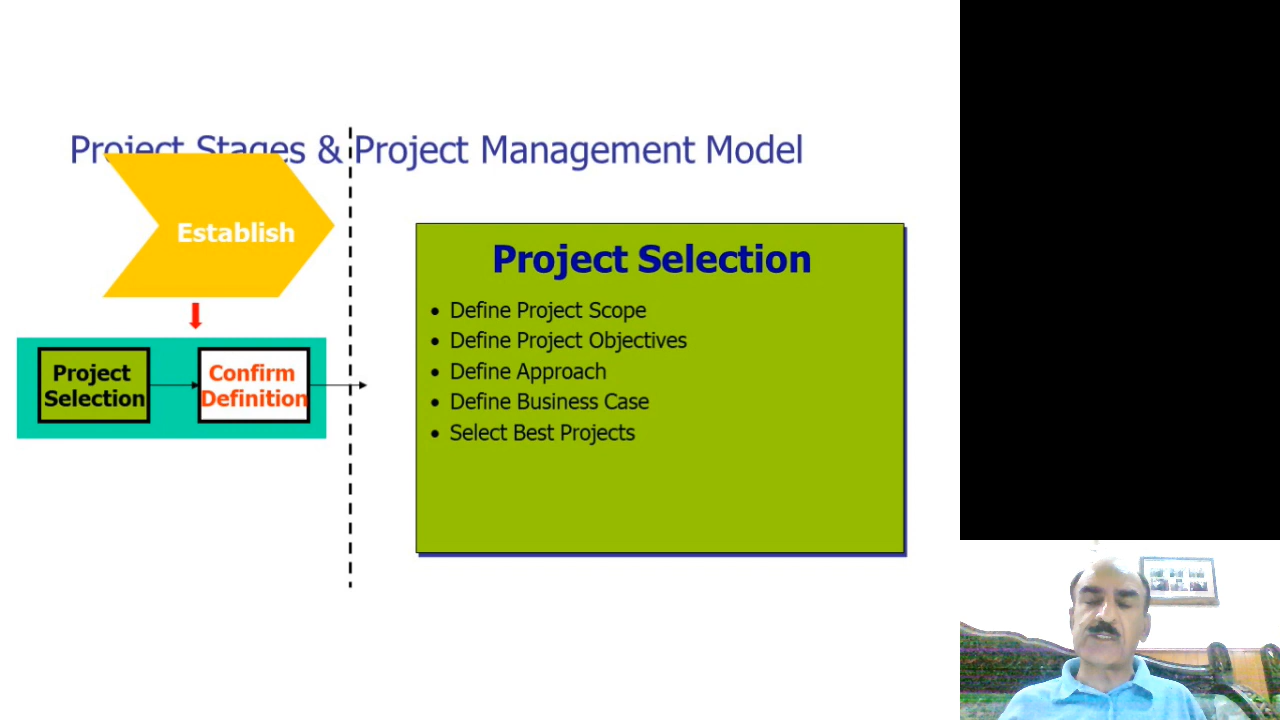 Project Stages & Project Management Model
Establish
Project
Selection
Confirm
Definition
Project Selection
• Define Project Scope
• Define Project Objectives
• Define Approach
• Define Business Case
• Select Best Projects